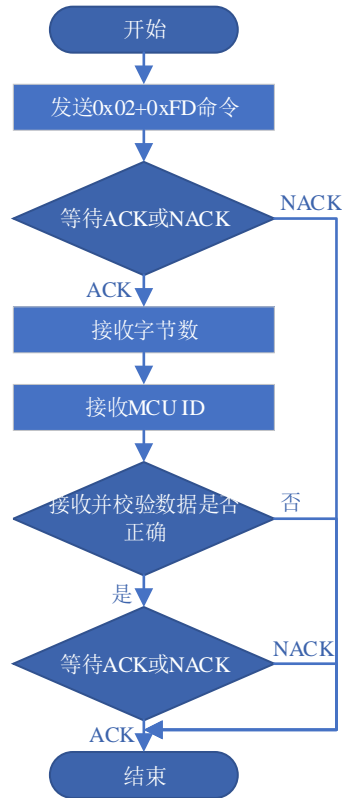 开始
发送0x02+0xFD命令
等待ACK或NACK
NACK
ACK
接收字节数
接收MCU ID
接收并校验数据是否
正确
否
是
等待ACK或NACK
NACK
ACK
结束